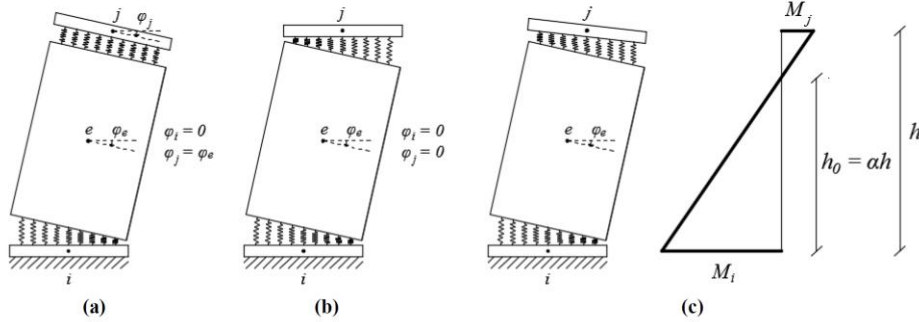 j φj
e φe
φi = 0
φj = φe
i
(a)
j
e φe
φi = 0
φj = 0
i
(b)
j
e φe
i
(c)
Mj
h0 = αh
h
Mi